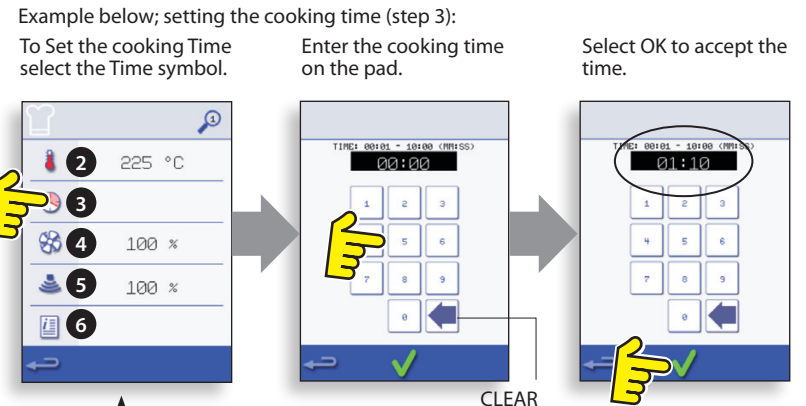 Example below; setting the cooking time (step 3):
To Set the cooking Time
select the Time symbol.
Enter the cooking time
on the pad.
Select OK to accept the
time.
1
2 225 °C
3
4 100 %
5 100 %
6
TIME: 00:01 - 10:00 (MM:SS)
00:00
1 2 3
5 6
7 8 9
0
CLEAR
TIME: 00:01 - 10:00 (MM:SS)
01:10
1 2 3
4 5 6
7 8 9
0